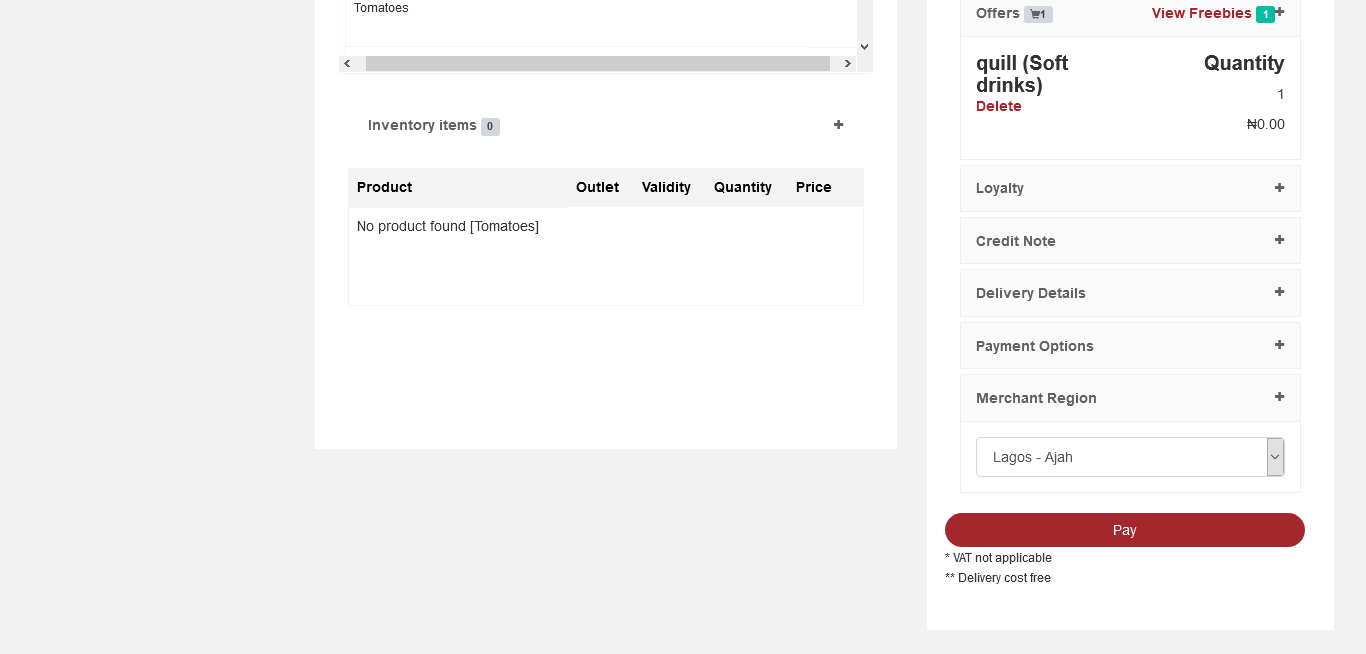 Tomatoes
Inventory items 0
Product Outlet Validity Quantity Price
No product found [Tomatoes]
Offers 1 View Freebies 1
quill (Soft drinks) Quantity
Delete
1
₦0.00
Loyalty
Credit Note
Delivery Details
Payment Options
Merchant Region
Lagos - Ajah
Pay
* VAT not applicable
** Delivery cost free